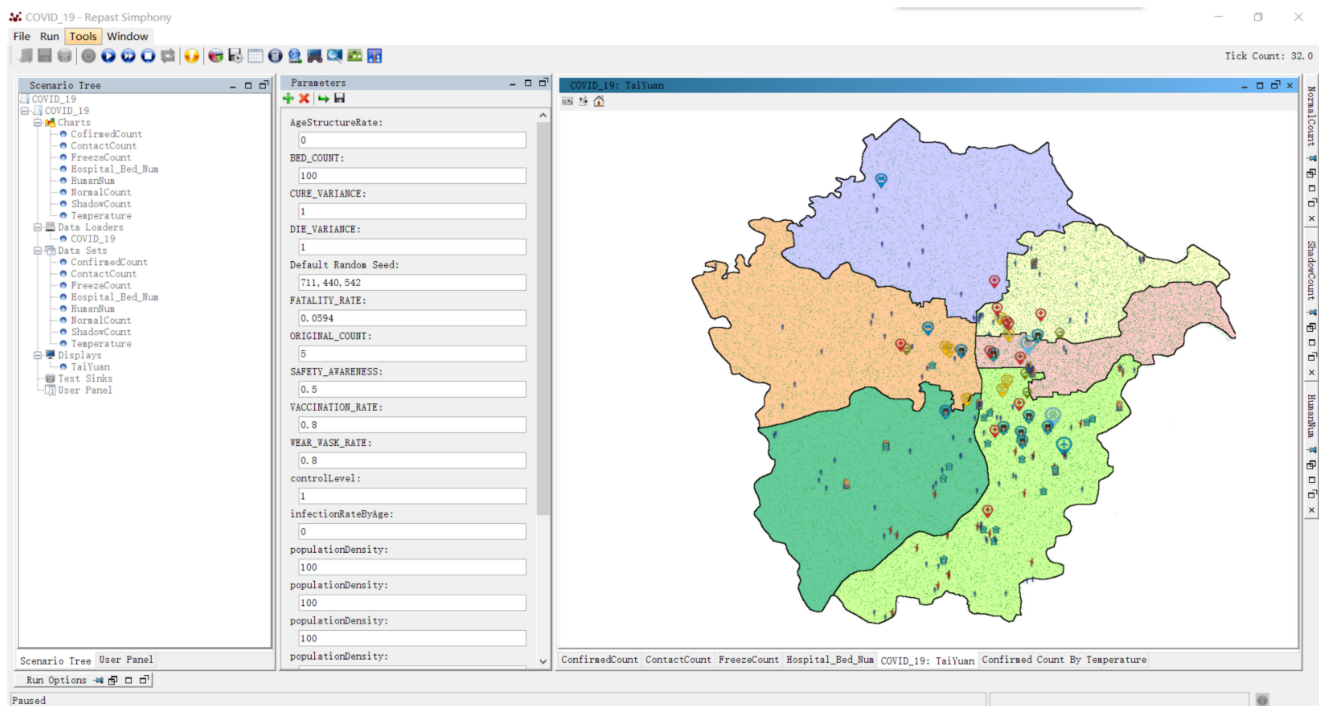 COVID_19 - Repast Simphony
File Run Tools Window
Tick Count: 32.0
Scenario Tree
COVID_19
COVID_19
Charts
CofirmedCount
ContactCount
FreezeCount
Hospital_Bed_Num
HumanNum
NormalCount
ShadowCount
Temperature
Data Loaders
COVID_19
Data Sets
ConfirmedCount
ContactCount
FreezeCount
Hospital_Bed_Num
HumanNum
NormalCount
ShadowCount
Temperature
Displays
TaiYuan
Text Sinks
User Panel
Scenario Tree User Panel
Parameters
AgeStructureRate:
0
BED_COUNT:
100
CURE_VARIANCE:
1
DIE_VARIANCE:
1
Default Random Seed:
711,440,542
FATALITY_RATE:
0.0594
ORIGINAL_COUNT:
5
SAFETY_AWARENESS:
0.5
VACCINATION_RATE:
0.8
WEAR_WASK_RATE:
0.8
controlLevel:
1
infectionRateByAge:
0
populationDensity:
100
populationDensity:
100
populationDensity:
100
populationDensity:
COVID_19: TaiYuan
ConfirmedCount ContactCount FreezeCount Hospital_Bed_Num COVID_19: TaiYuan Confirmed Count By Temperature
NormalCount
ShadowCount
HumanNum
Run Options
Paused